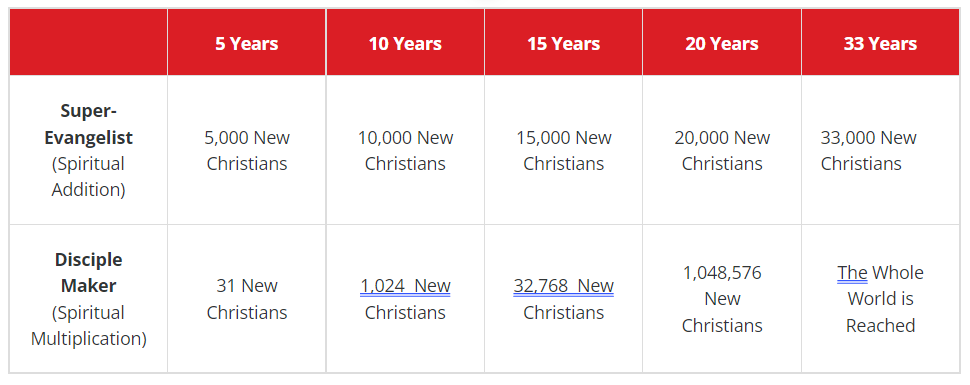 5 Years
10 Years
15 Years
20 Years
33 Years
Super-
Evangelist
(Spiritual
Addition)
5,000 New
Christians
10,000 New
Christians
15,000 New
Christians
20,000 New
Christians
33,000 New
Christians
Disciple
Maker
(Spiritual
Multiplication)
31 New
Christians
1,024  New
Christians
32,768  New
Christians
1,048,576
New
Christians
The Whole
World is
Reached